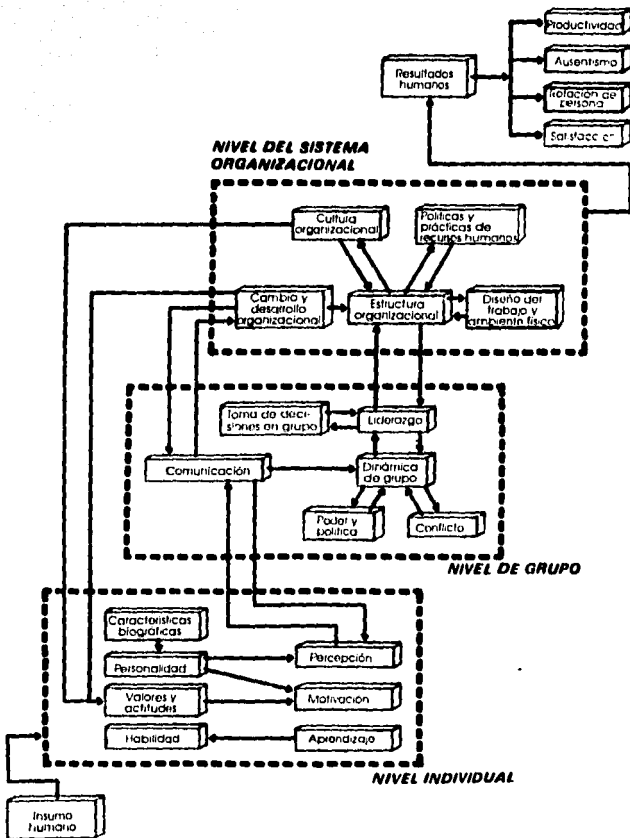 Productividad
Ausentismo
Rotación de
persona
Satisfacción
Resultados
humanos
NIVEL DEL SISTEMA
ORGANIZACIONAL
Cultura
organizacional
Políticas y
prácticas de
recursos humanos
Cambio y
desarrollo
organizacional
Estructura
organizacional
Diseño del
trabajo y
ambiente físico
Toma de deci-
siones en grupo
Liderazgo
Comunicación
Dinámica
de grupo
Poder y
política
Conflicto
NIVEL DE GRUPO
Características
biográficas
Personalidad
Percepción
Valores y
actitudes
Motivación
Habilidad
Aprendizaje
NIVEL INDIVIDUAL
Insumo
humano